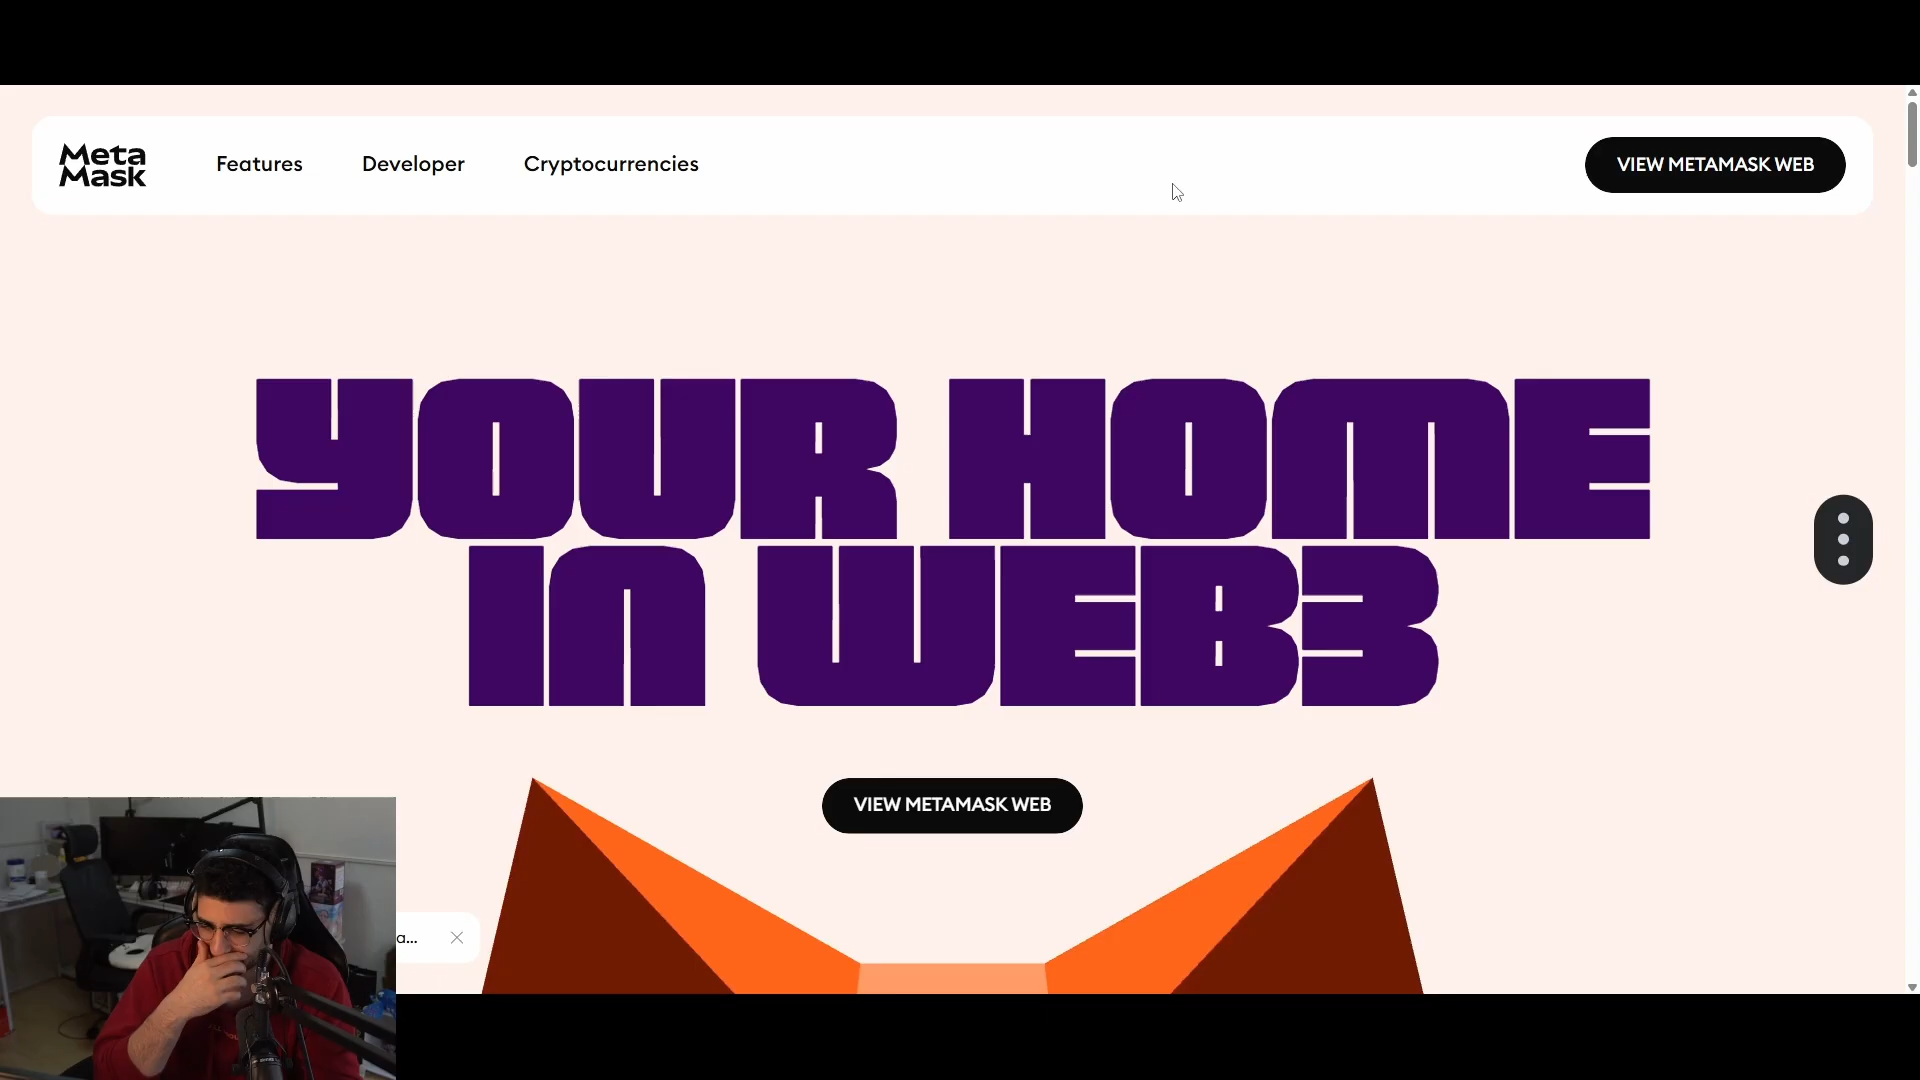 Meta
Mask
Features
Developer
Cryptocurrencies
VIEW METAMASK WEB
YOUR HOME
IN WEB3
VIEW METAMASK WEB
a...